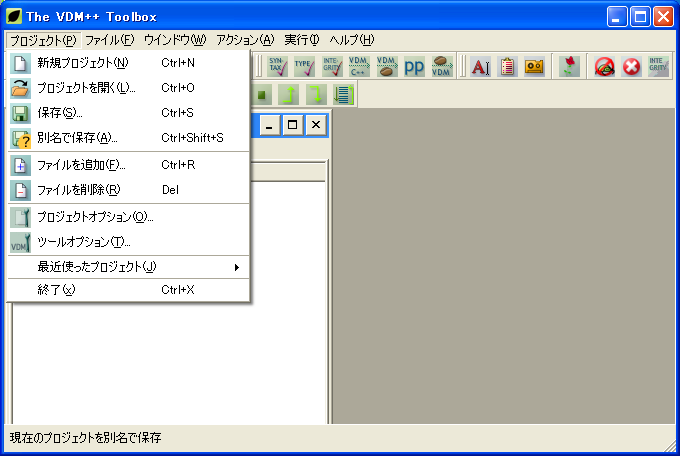 The VDM++ Toolbox
プロジェクト(P) ファイル(F) ウインドウ(W) アクション(A) 実行(I) ヘルプ(H)
SYN-TAX TYPE INTE-GRITY VDM C++ VDM pp VDM A INTE GRITY
新規プロジェクト(N) Ctrl+N
プロジェクトを開く(L)... Ctrl+O
保存(S)... Ctrl+S
別名で保存(A)... Ctrl+Shift+S
ファイルを追加(F)... Ctrl+R
ファイルを削除(R) Del
プロジェクトオプション(O)...
VDM ツールオプション(T)...
最近使ったプロジェクト(J)
終了(x) Ctrl+X
現在のプロジェクトを別名で保存